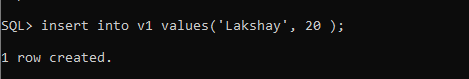 SQL> insert into v1 values('Lakshay', 20 );
1 row created.